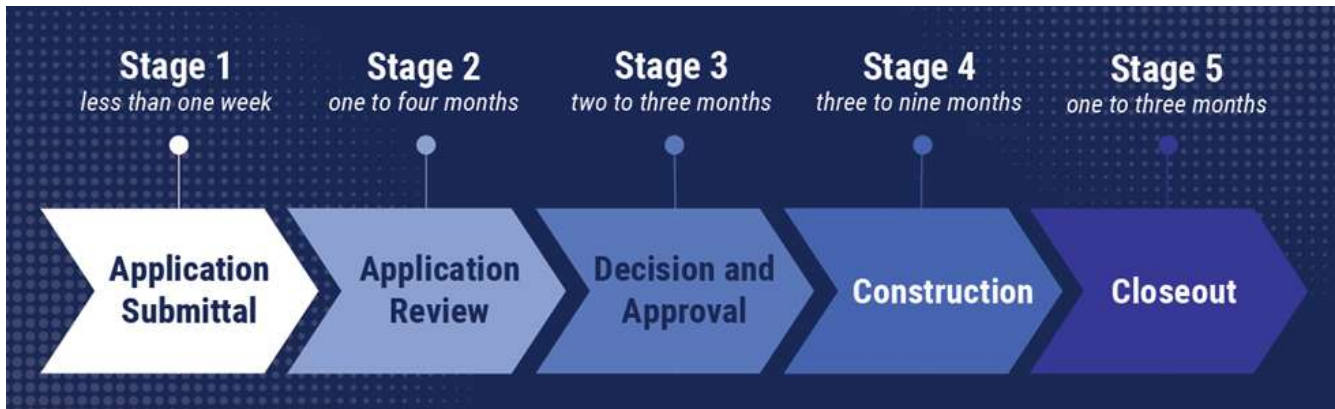 Stage 1
less than one week
Stage 2
one to four months
Stage 3
two to three months
Stage 4
three to nine months
Stage 5
one to three months
Application
Submittal
Application
Review
Decision and
Approval
Construction
Closeout